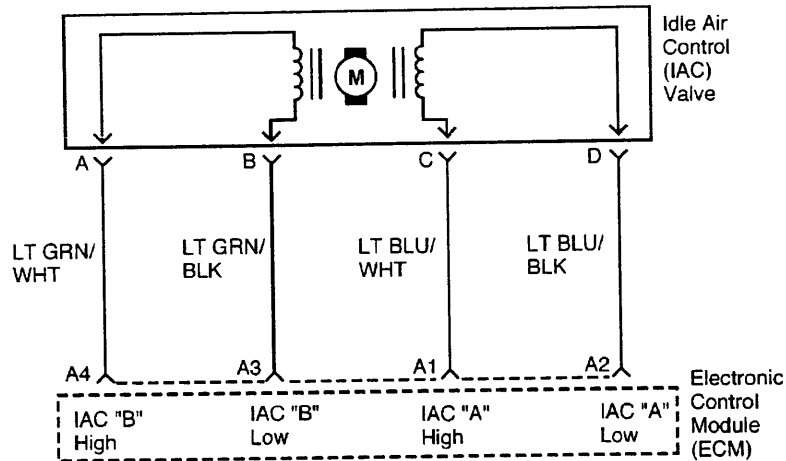 Idle Air
Control
(IAC)
Valve
M
A
B
C
D
LT GRN/
WHT
LT GRN/
BLK
LT BLU/
WHT
LT BLU/
BLK
A4
A3
A1
A2
IAC "B"
High
IAC "B"
Low
IAC "A"
High
IAC "A"
Low
Electronic
Control
Module
(ECM)